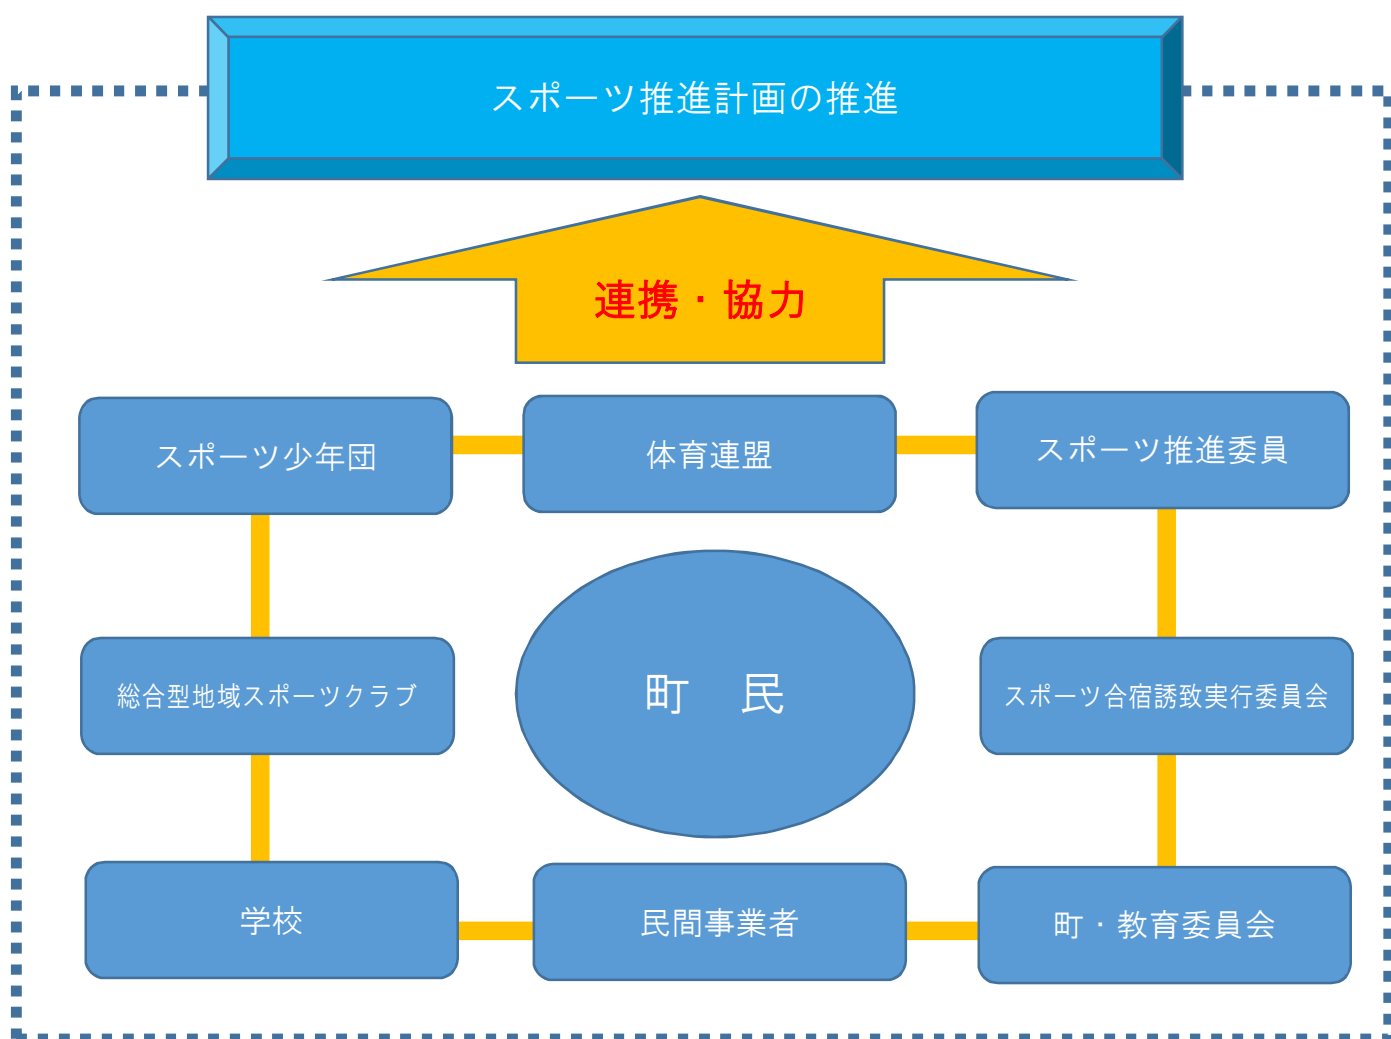 スポーツ推進計画の推進
連携・協力
スポーツ少年団
体育連盟
スポーツ推進委員
総合型地域スポーツクラブ
町　民
スポーツ合宿誘致実行委員会
学校
民間事業者
町・教育委員会